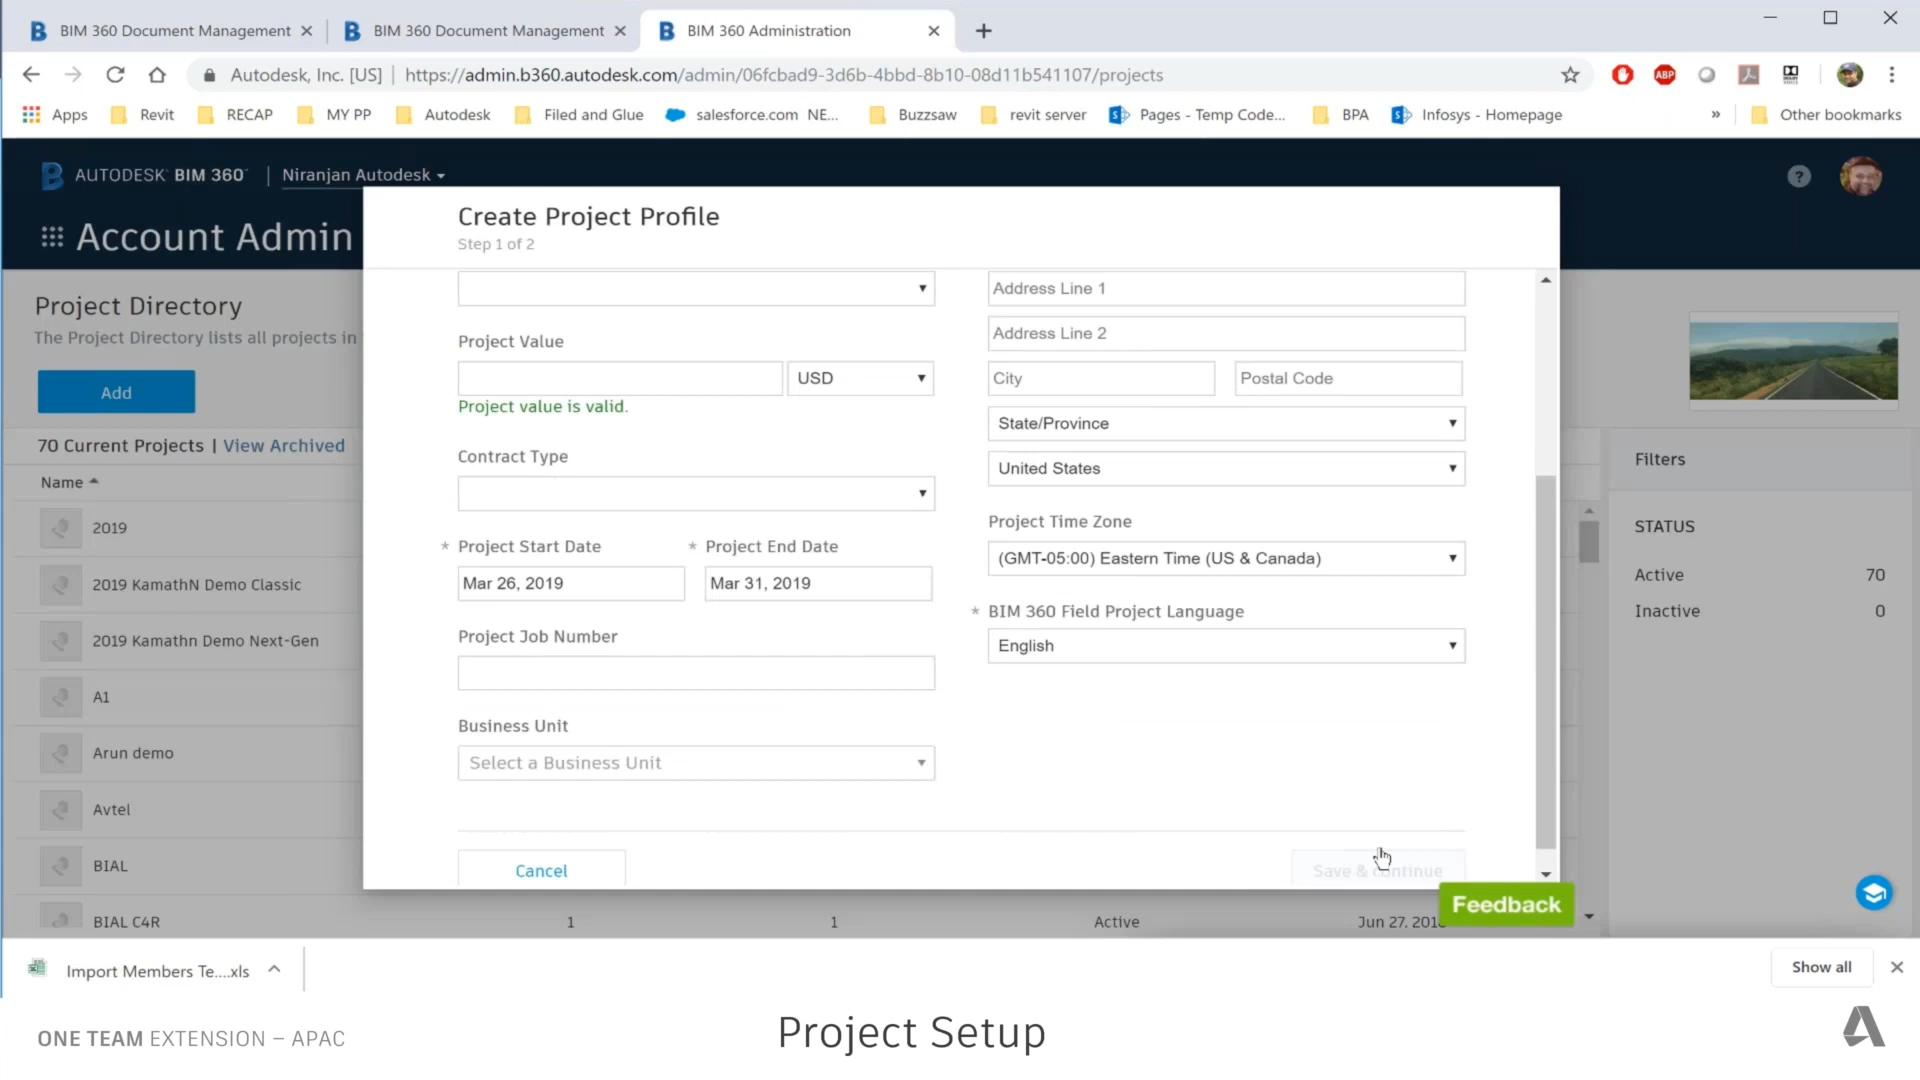 BIM 360 Document Management
BIM 360 Document Management
BIM 360 Administration
Autodesk, Inc. [US] | https://admin.b360.autodesk.com/admin/06fcbad9-3d6b-4bbd-8b10-08d11b541107/projects
ABP
Apps Revit RECAP MY PP Autodesk Filed and Glue salesforce.com NE... Buzzsaw revit server Pages - Temp Code... BPA Infosys - Homepage » Other bookmarks
AUTODESK BIM 360 | Niranjan Autodesk
Account Admin
Project Directory
The Project Directory lists all projects in
Add
70 Current Projects | View Archived
Name
2019
2019 KamathN Demo Classic
2019 Kamathn Demo Next-Gen
A1
Arun demo
Avtel
BIAL
BIAL C4R 1 1 Active Jun 27, 201
Create Project Profile
Step 1 of 2
Project Value
USD
Project value is valid.
Contract Type
* Project Start Date
Mar 26, 2019
* Project End Date
Mar 31, 2019
Project Job Number
Business Unit
Select a Business Unit
Address Line 1
Address Line 2
City
Postal Code
State/Province
United States
Project Time Zone
(GMT-05:00) Eastern Time (US & Canada)
* BIM 360 Field Project Language
English
Cancel
Save & continue
Feedback
Filters
STATUS
Active 70
Inactive 0
Import Members Te....xls
Show all
ONE TEAM EXTENSION – APAC
Project Setup